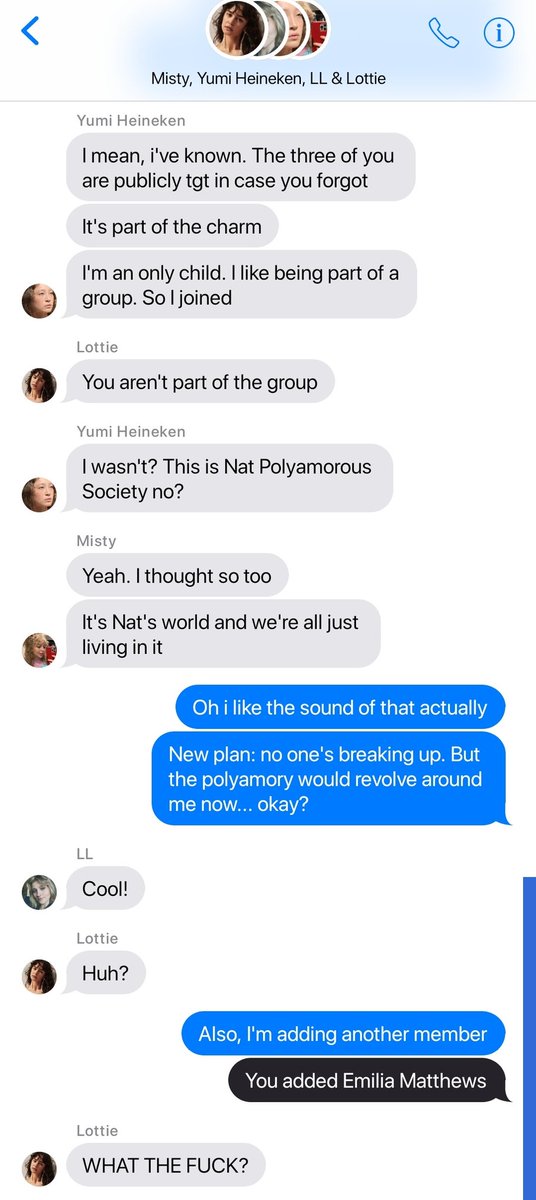 Misty, Yumi Heineken, LL & Lottie
Yumi Heineken
I mean, i've known. The three of you
are publicly tgt in case you forgot
It's part of the charm
I'm an only child. I like being part of a
group. So I joined
Lottie
You aren't part of the group
Yumi Heineken
I wasn't? This is Nat Polyamorous
Society no?
Misty
Yeah. I thought so too
It's Nat's world and we're all just
living in it
Oh i like the sound of that actually
New plan: no one's breaking up. But
the polyamory would revolve around
me now... okay?
LL
Cool!
Lottie
Huh?
Also, I'm adding another member
You added Emilia Matthews
Lottie
WHAT THE FUCK?